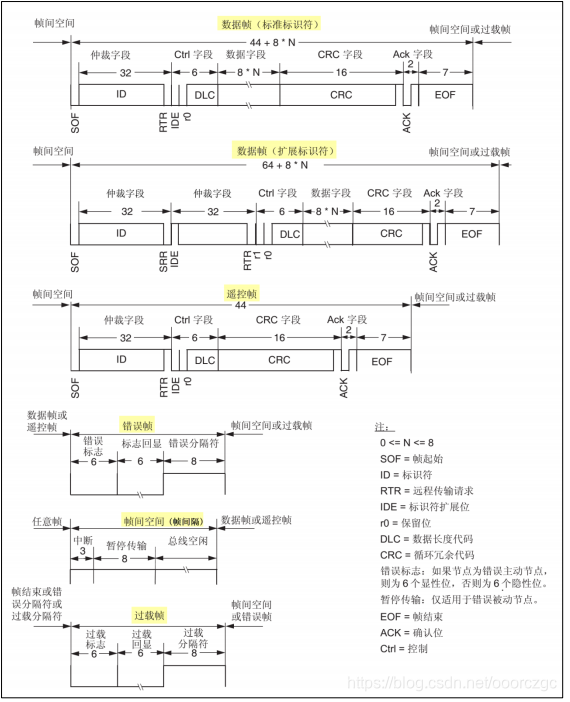 数据帧（标准标识符）
帧间空间
帧间空间或过载帧
44 + 8 * N
仲裁字段 Ctrl 字段 数据字段 CRC 字段 Ack 字段
32 6 8 * N 16 2 7
ID DLC CRC EOF
SOF RTR IDE r0 ACK
数据帧（扩展标识符）
帧间空间
帧间空间或过载帧
64 + 8 * N
仲裁字段 仲裁字段 Ctrl 字段 数据字段 CRC 字段 Ack 字段
32 32 6 8 * N 16 2 7
ID DLC CRC EOF
SOF SRR IDE RTR r1 r0 ACK
帧间空间
遥控帧
帧间空间或过载帧
44
仲裁字段 Ctrl 字段 CRC 字段 Ack 字段
32 6 16 2 7
ID DLC CRC EOF
SOF RTR IDE r0 ACK
数据帧或
遥控帧
错误帧
帧间空间或过载帧
错误
标志
标志回显 错误分隔符
6 6 8
任意帧
帧间空间（帧间隔）
数据帧或遥控帧
中断 暂停传输 总线空闲
3 8
帧结束或错
误分隔符或
过载分隔符
过载帧
帧间空间
或错误帧
过载
标志
过载
回显
过载
分隔符
6 6 8
注：
0 <= N <= 8
SOF = 帧起始
ID = 标识符
RTR = 远程传输请求
IDE = 标识符扩展位
r0 = 保留位
DLC = 数据长度代码
CRC = 循环冗余代码
错误标志：如果节点为错误主动节点，
则为 6 个显性位，否则为 6 个隐性位。
暂停传输：仅适用于错误被动节点。
EOF = 帧结束
ACK = 确认位
Ctrl = 控制
https://blog.csdn.net/ooorczgc